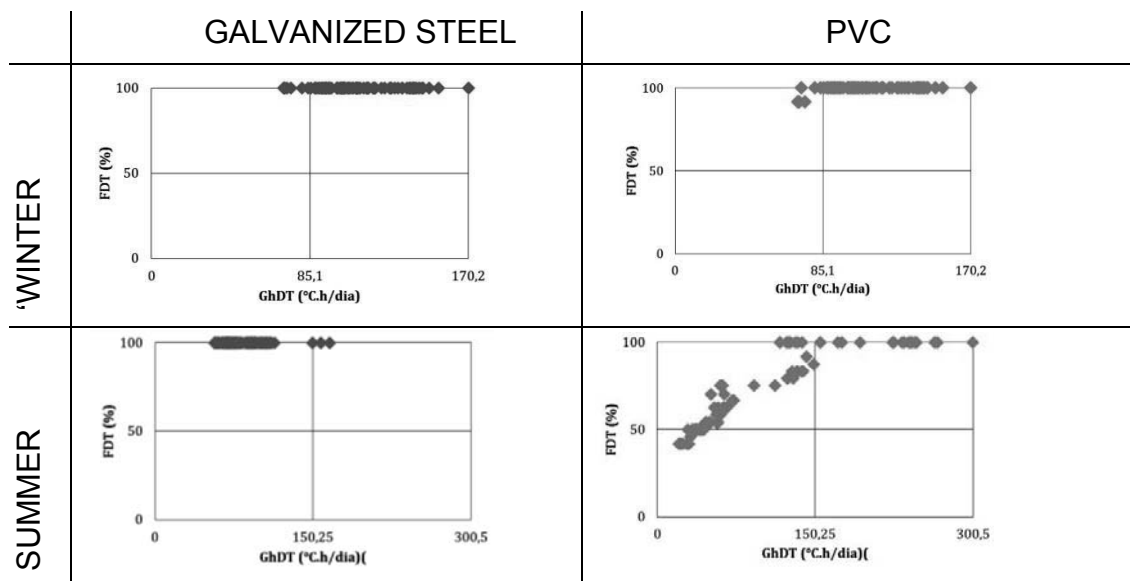 GALVANIZED STEEL
PVC
‘WINTER
FDT (%)
100
50
0
0
85,1
170,2
GhDT (°C.h/dia)
FDT (%)
100
50
0
0
85,1
170,2
GhDT (°C.h/dia)
SUMMER
FDT (%)
100
50
0
0
150,25
300,5
GhDT (°C.h/dia)(
FDT (%)
100
50
0
0
150,25
300,5
GhDT (°C.h/dia)(